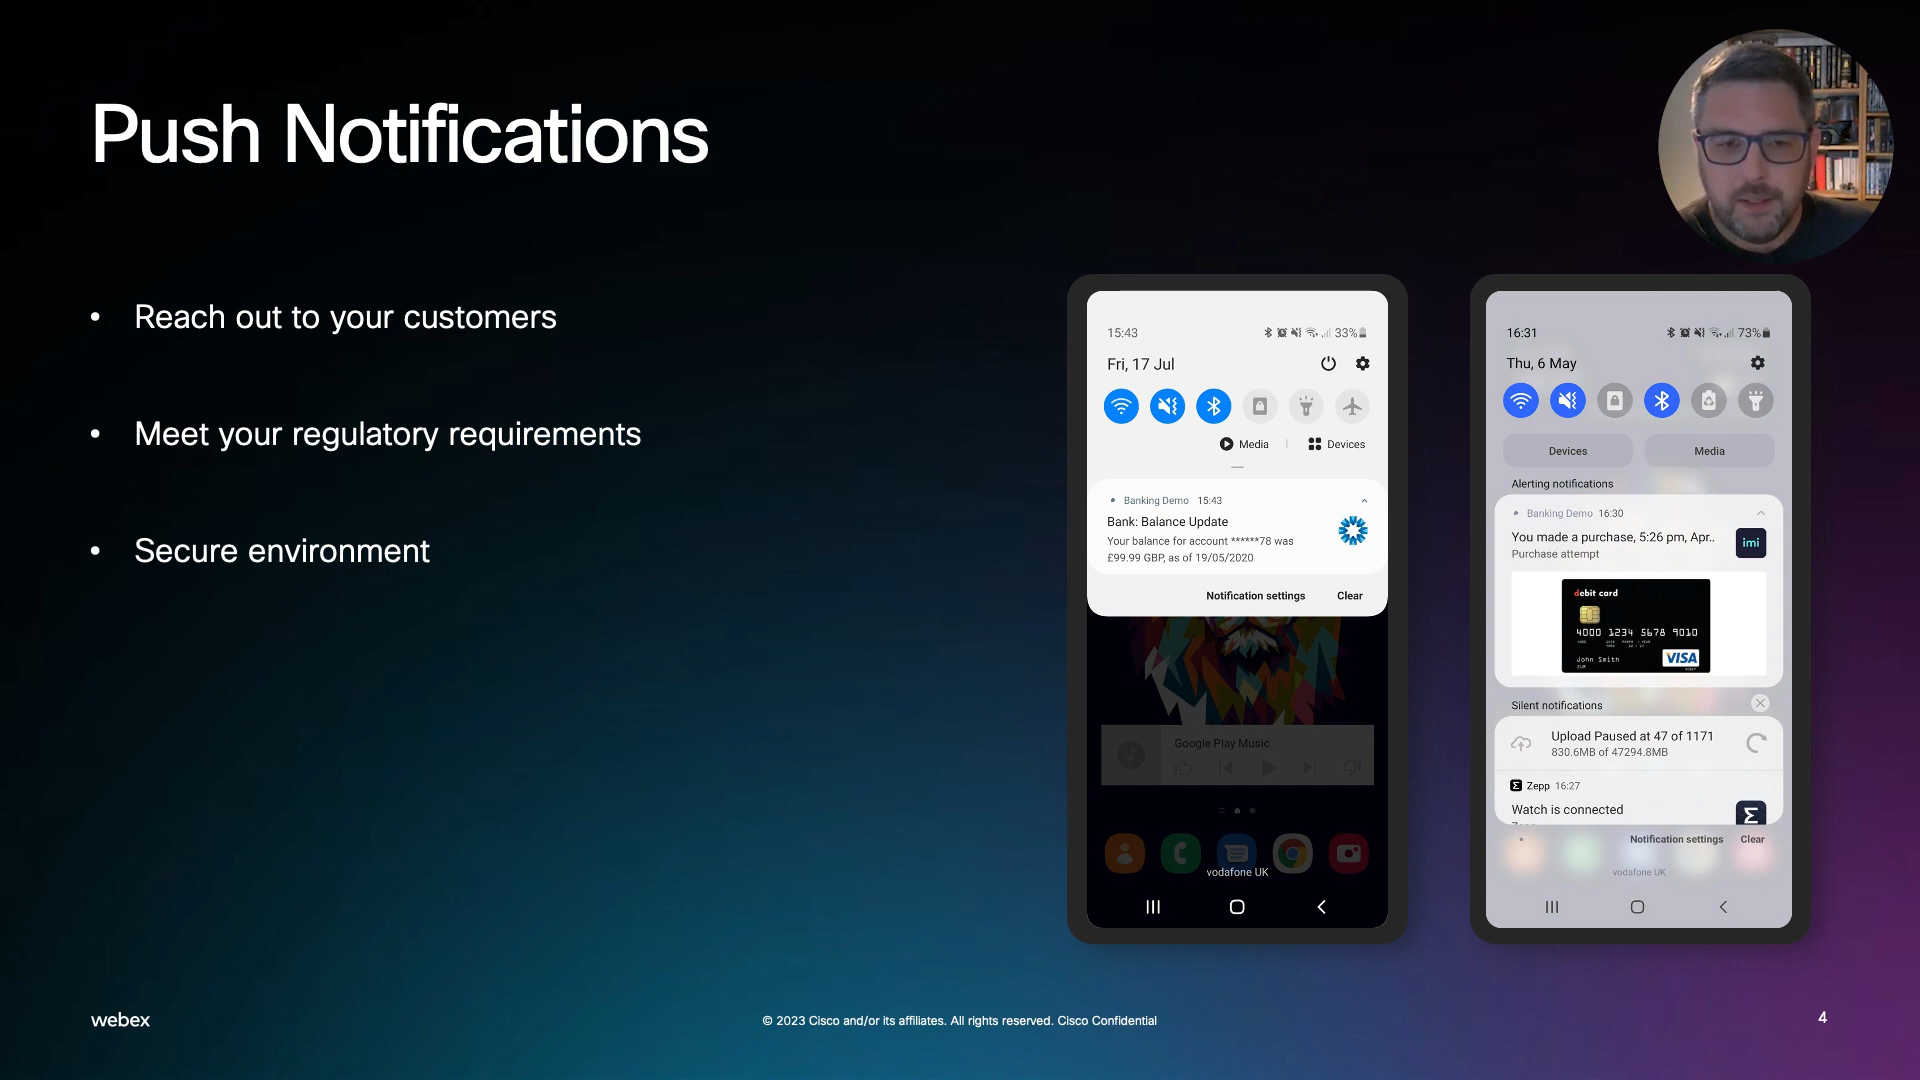 Push Notifications
• Reach out to your customers
• Meet your regulatory requirements
• Secure environment
15:43
33%
Fri, 17 Jul
Media
Devices
Banking Demo 15:43
Bank: Balance Update
Your balance for account ******78 was
£99.99 GBP, as of 19/05/2020
Notification settings Clear
Google Play Music
vodafone UK
16:31
73%
Thu, 6 May
Devices
Media
Alerting notifications
Banking Demo 16:30
You made a purchase, 5:26 pm, Apr..
Purchase attempt
imi
debit card
4000 1234 5678 9010
John Smith
VISA
Silent notifications
Upload Paused at 47 of 1171
830.6MB of 47294.8MB
Zepp 16:27
Watch is connected
Notification settings Clear
vodafone UK
webex
© 2023 Cisco and/or its affiliates. All rights reserved. Cisco Confidential
4